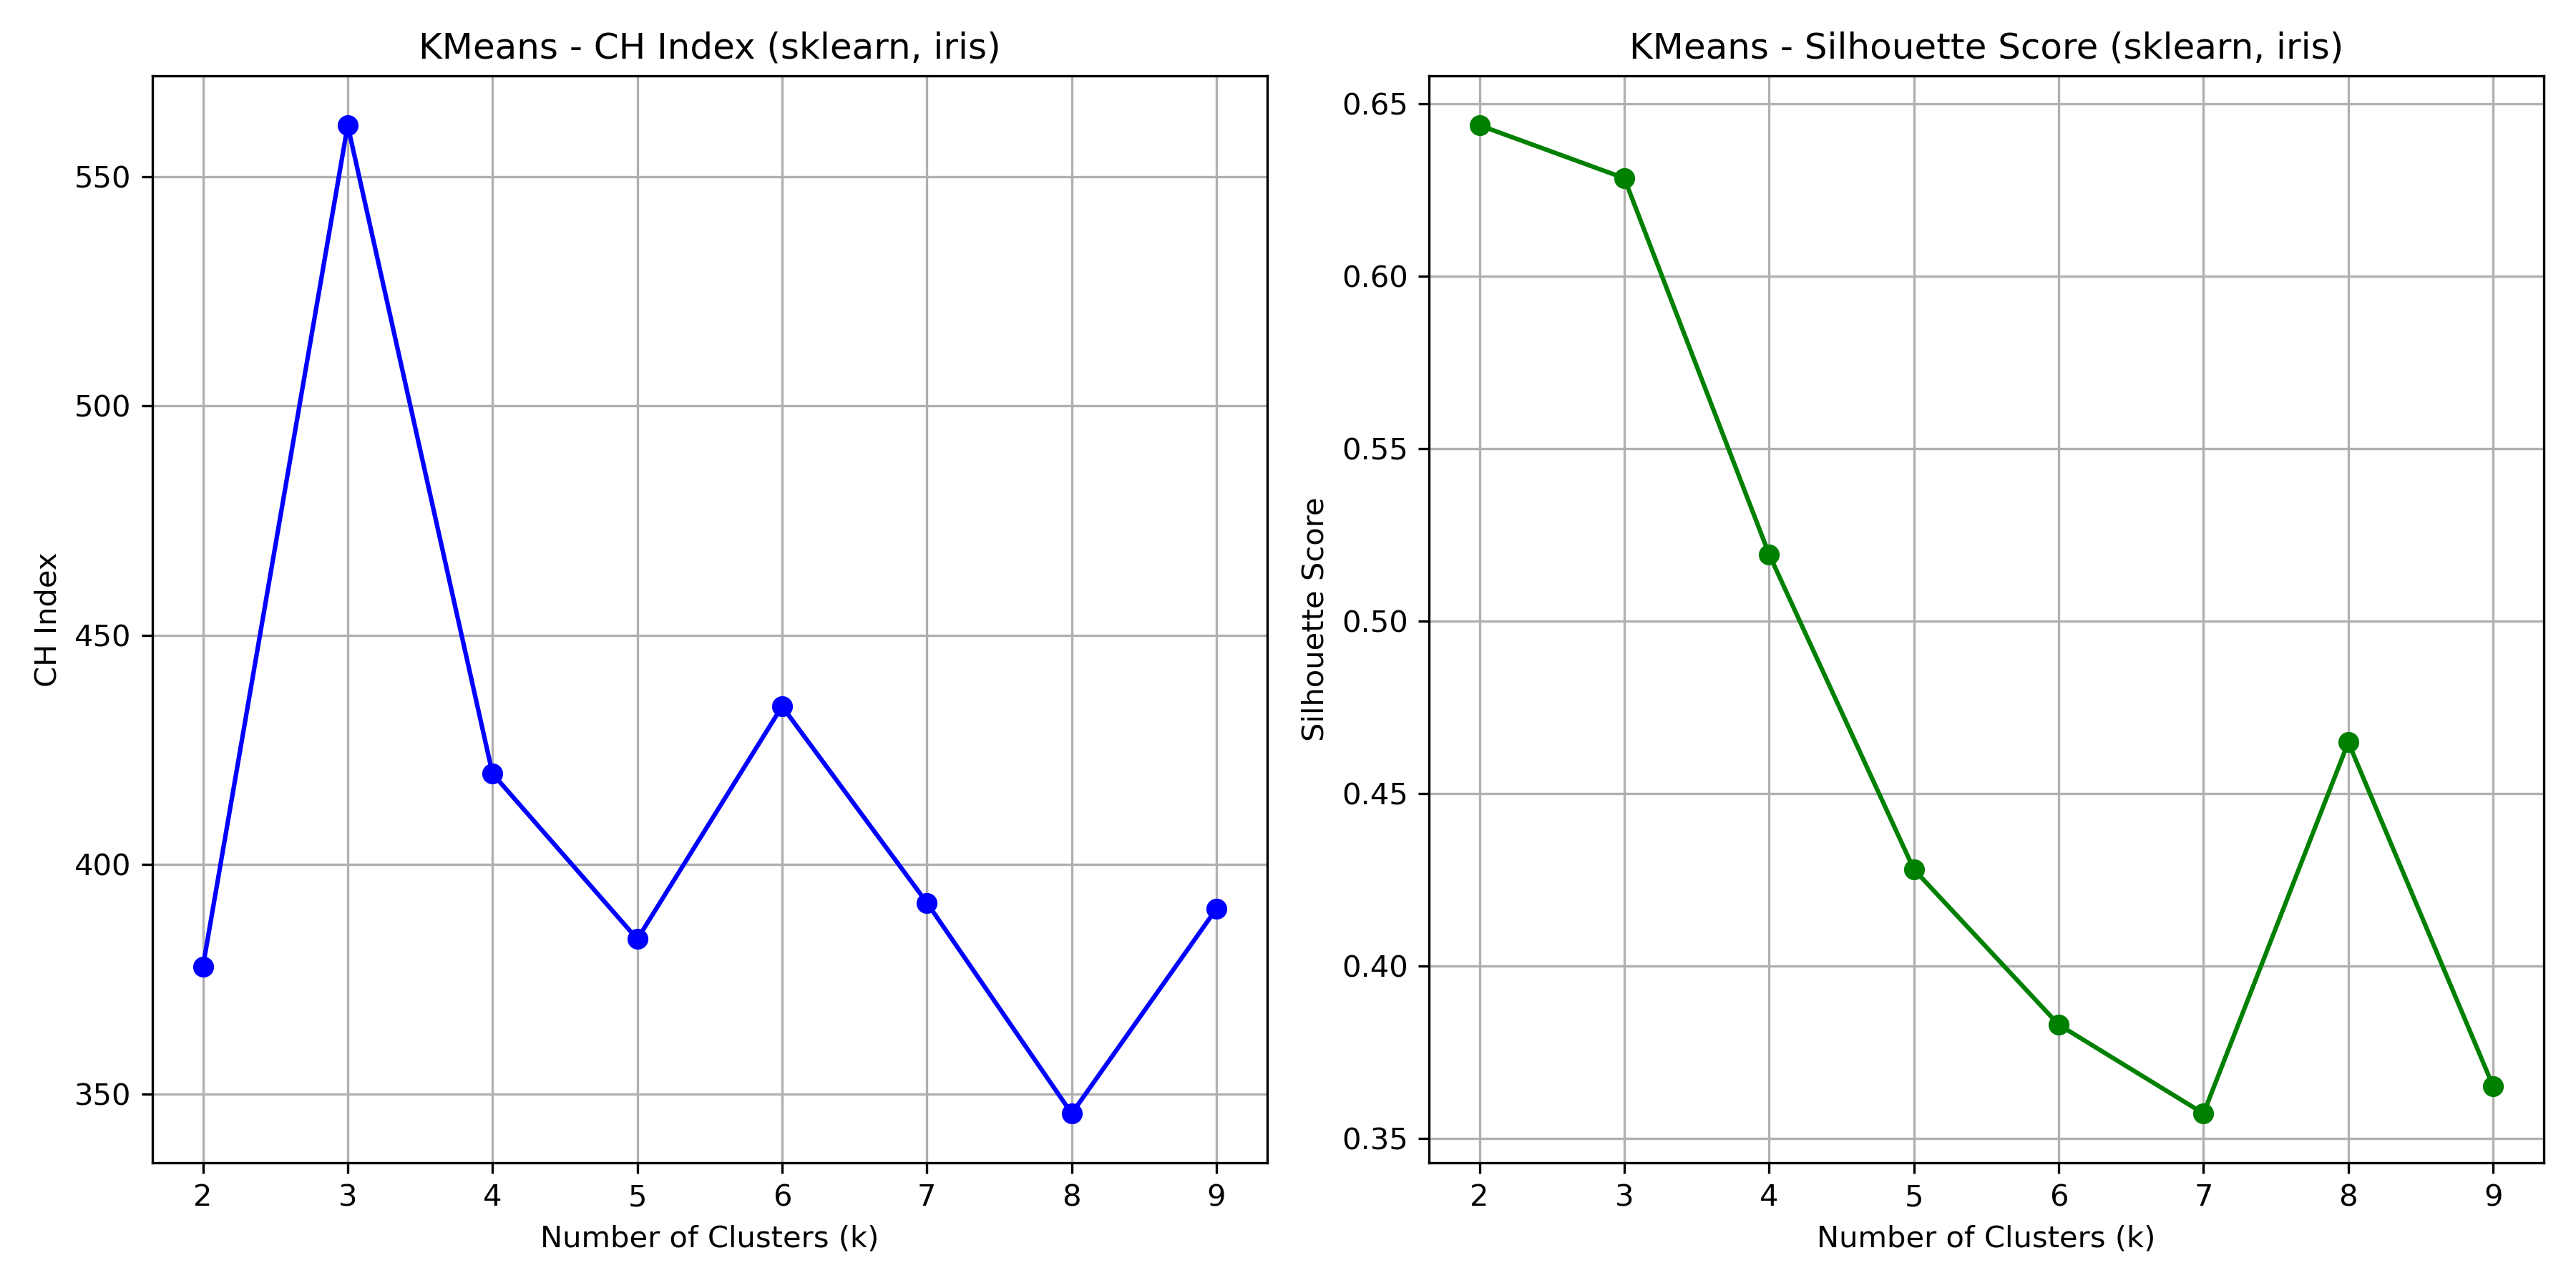 KMeans - CH Index (sklearn, iris)
CH Index
550
500
450
400
350
2 3 4 5 6 7 8 9
Number of Clusters (k)
KMeans - Silhouette Score (sklearn, iris)
Silhouette Score
0.65
0.60
0.55
0.50
0.45
0.40
0.35
2 3 4 5 6 7 8 9
Number of Clusters (k)